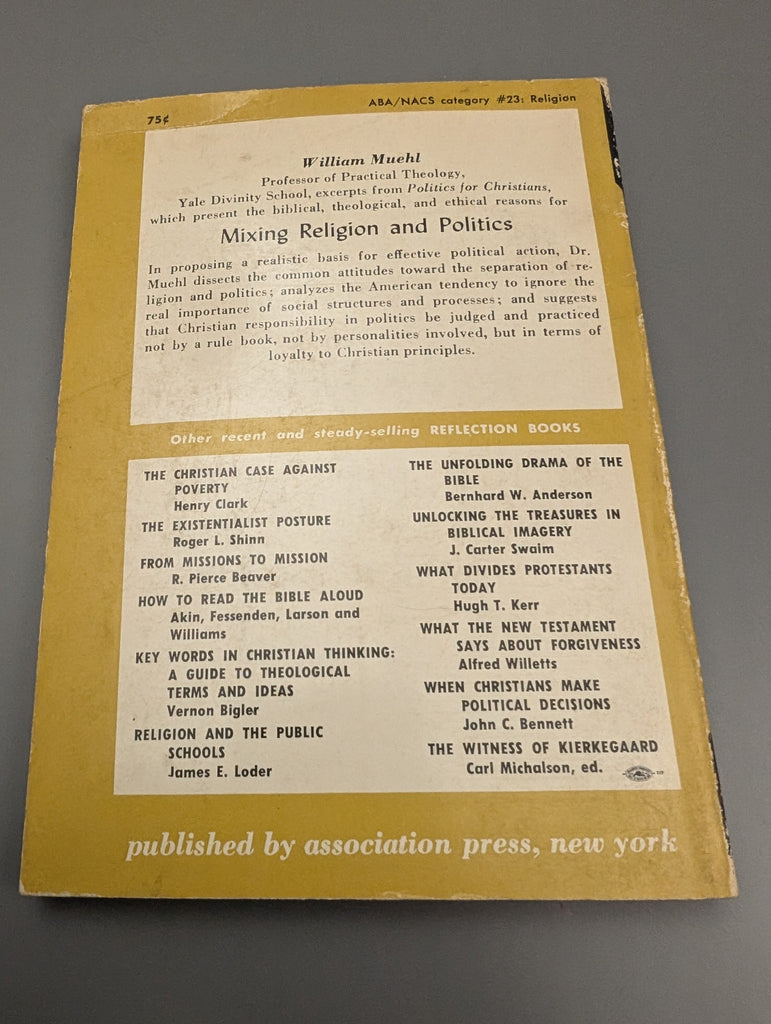 75¢
ABA/NACS category #23: Religion
William Muehl
Professor of Practical Theology,
Yale Divinity School, excerpts from Politics for Christians,
which present the biblical, theological, and ethical reasons for
Mixing Religion and Politics
In proposing a realistic basis for effective political action, Dr.
Muehl dissects the common attitudes toward the separation of re-
ligion and politics; analyzes the American tendency to ignore the
real importance of social structures and processes; and suggests
that Christian responsibility in politics be judged and practiced
not by a rule book, not by personalities involved, but in terms of
loyalty to Christian principles.
Other recent and steady-selling REFLECTION BOOKS
THE CHRISTIAN CASE AGAINST
POVERTY
Henry Clark
THE EXISTENTIALIST POSTURE
Roger L. Shinn
FROM MISSIONS TO MISSION
R. Pierce Beaver
HOW TO READ THE BIBLE ALOUD
Akin, Fessenden, Larson and
Williams
KEY WORDS IN CHRISTIAN THINKING:
A GUIDE TO THEOLOGICAL
TERMS AND IDEAS
Vernon Bigler
RELIGION AND THE PUBLIC
SCHOOLS
James E. Loder
THE UNFOLDING DRAMA OF THE
BIBLE
Bernhard W. Anderson
UNLOCKING THE TREASURES IN
BIBLICAL IMAGERY
J. Carter Swaim
WHAT DIVIDES PROTESTANTS
TODAY
Hugh T. Kerr
WHAT THE NEW TESTAMENT
SAYS ABOUT FORGIVENESS
Alfred Willetts
WHEN CHRISTIANS MAKE
POLITICAL DECISIONS
John C. Bennett
THE WITNESS OF KIERKEGAARD
Carl Michalson, ed.
published by association press, new york